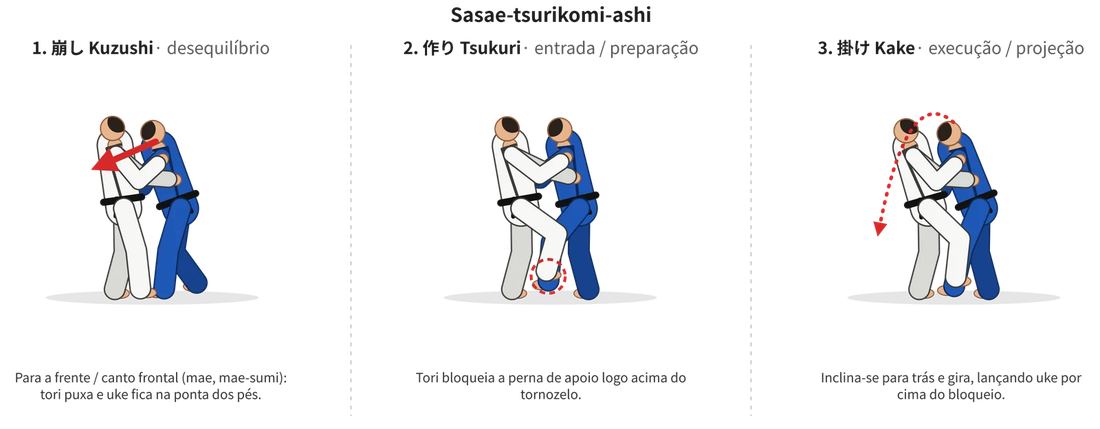 Sasae-tsurikomi-ashi
1. 崩し Kuzushi · desequilíbrio
2. 作り Tsukuri · entrada / preparação
3. 掛け Kake · execução / projeção
Para a frente / canto frontal (mae, mae-sumi):
tori puxa e uke fica na ponta dos pés.
Tori bloqueia a perna de apoio logo acima do
tornozelo.
Inclina-se para trás e gira, lançando uke por
cima do bloqueio.